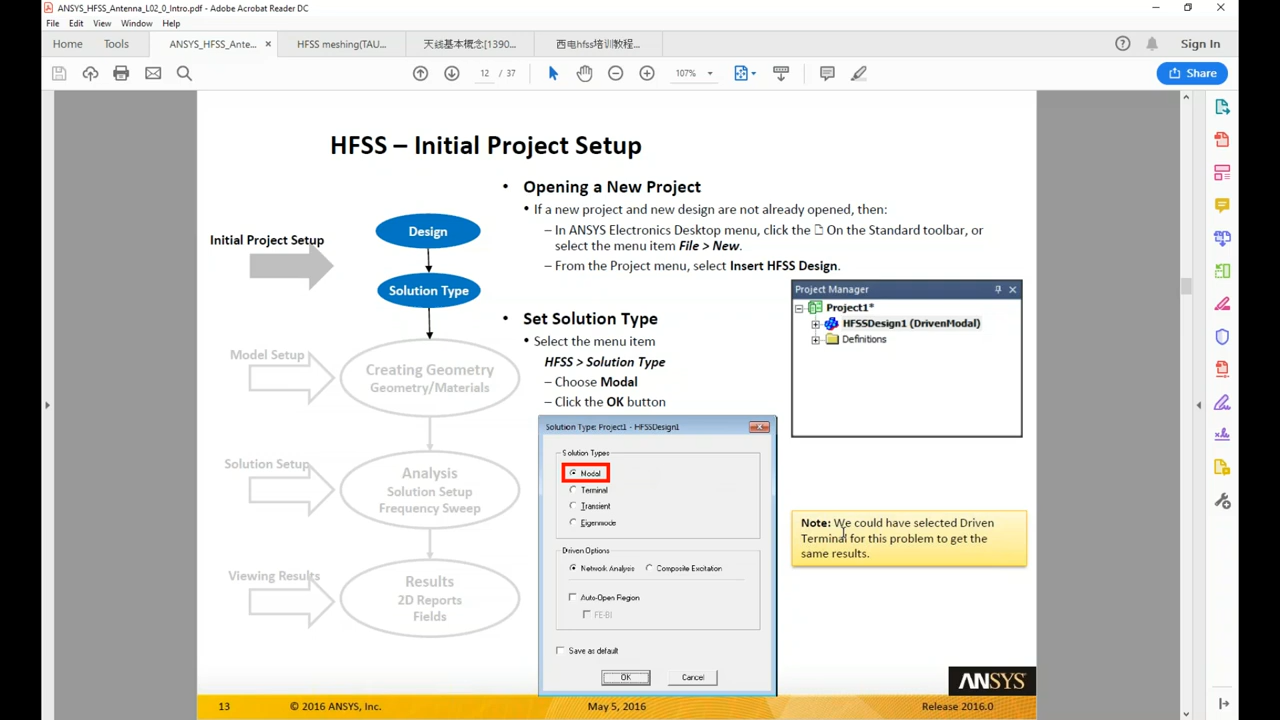 ANSYS_HFSS_Antenna_L02_0_Intro.pdf - Adobe Acrobat Reader DC
File Edit View Window Help
Home Tools ANSYS_HFSS_Ante... × HFSS meshing(TAU... 天线基本概念[1390... 西电hfss培训教程... Sign In
12 / 37 107% Share
HFSS – Initial Project Setup
Initial Project Setup
Design
Solution Type
Model Setup
Creating Geometry
Geometry/Materials
Solution Setup
Analysis
Solution Setup
Frequency Sweep
Viewing Results
Results
2D Reports
Fields
• Opening a New Project
• If a new project and new design are not already opened, then:
– In ANSYS Electronics Desktop menu, click the On the Standard toolbar, or
select the menu item File > New.
– From the Project menu, select Insert HFSS Design.
• Set Solution Type
• Select the menu item
HFSS > Solution Type
– Choose Modal
– Click the OK button
Project Manager
Project1*
HFSSDesign1 (DrivenModal)
Definitions
Solution Type: Project1 - HFSSDesign1
Solution Types
Modal
Terminal
Transient
Eigenmode
Driven Options
Network Analysis Composite Excitation
Auto-Open Region
FE-BI
Save as default
OK Cancel
Note: We could have selected Driven
Terminal for this problem to get the
same results.
ANSYS
13 © 2016 ANSYS, Inc. May 5, 2016 Release 2016.0